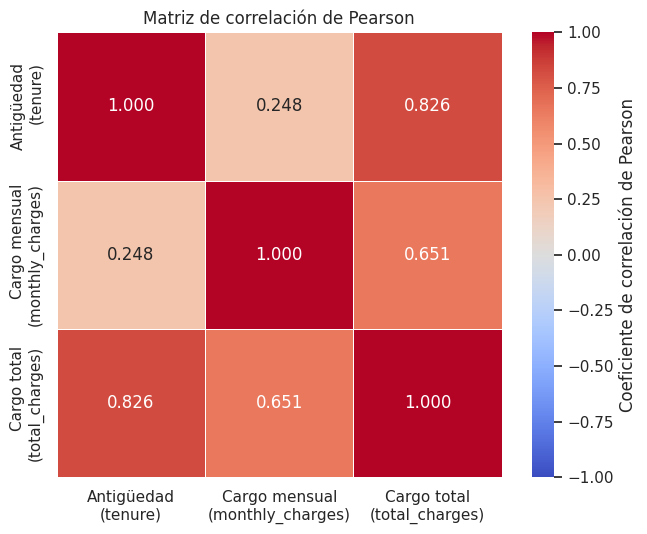 Matriz de correlación de Pearson
Antigüedad
(tenure)
1.000
0.248
0.826
Cargo mensual
(monthly_charges)
0.248
1.000
0.651
Cargo total
(total_charges)
0.826
0.651
1.000
Antigüedad
(tenure)
Cargo mensual
(monthly_charges)
Cargo total
(total_charges)
1.00
0.75
0.50
0.25
0.00
−0.25
−0.50
−0.75
−1.00
Coeficiente de correlación de Pearson